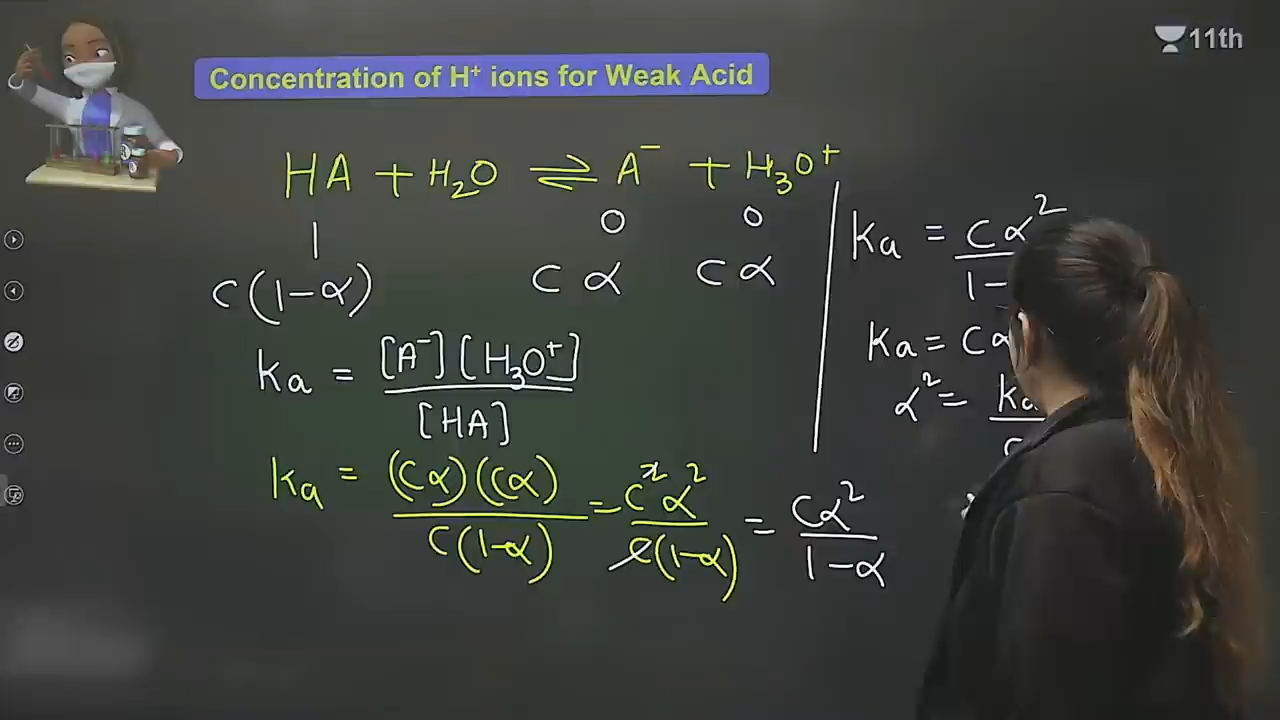 11th
Concentration of H⁺ ions for Weak Acid
HA + H₂O ⇌ A⁻ + H₃O⁺
1 0 0
C(1-α) Cα Cα
Ka = [A⁻][H₃O⁺] / [HA]
Ka = (Cα)(Cα) / C(1-α) = C²α² / C(1-α) = Cα² / 1-α
Ka = Cα² / 1-
Ka = Cα
α² =